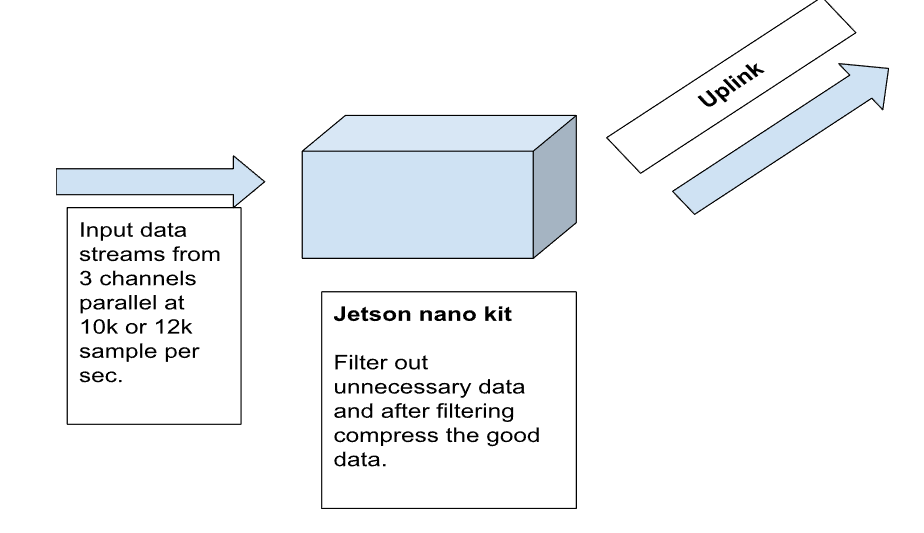 Input data
streams from
3 channels
parallel at
10k or 12k
sample per
sec.
Jetson nano kit
Filter out
unnecessary data
and after filtering
compress the good
data.
Uplink